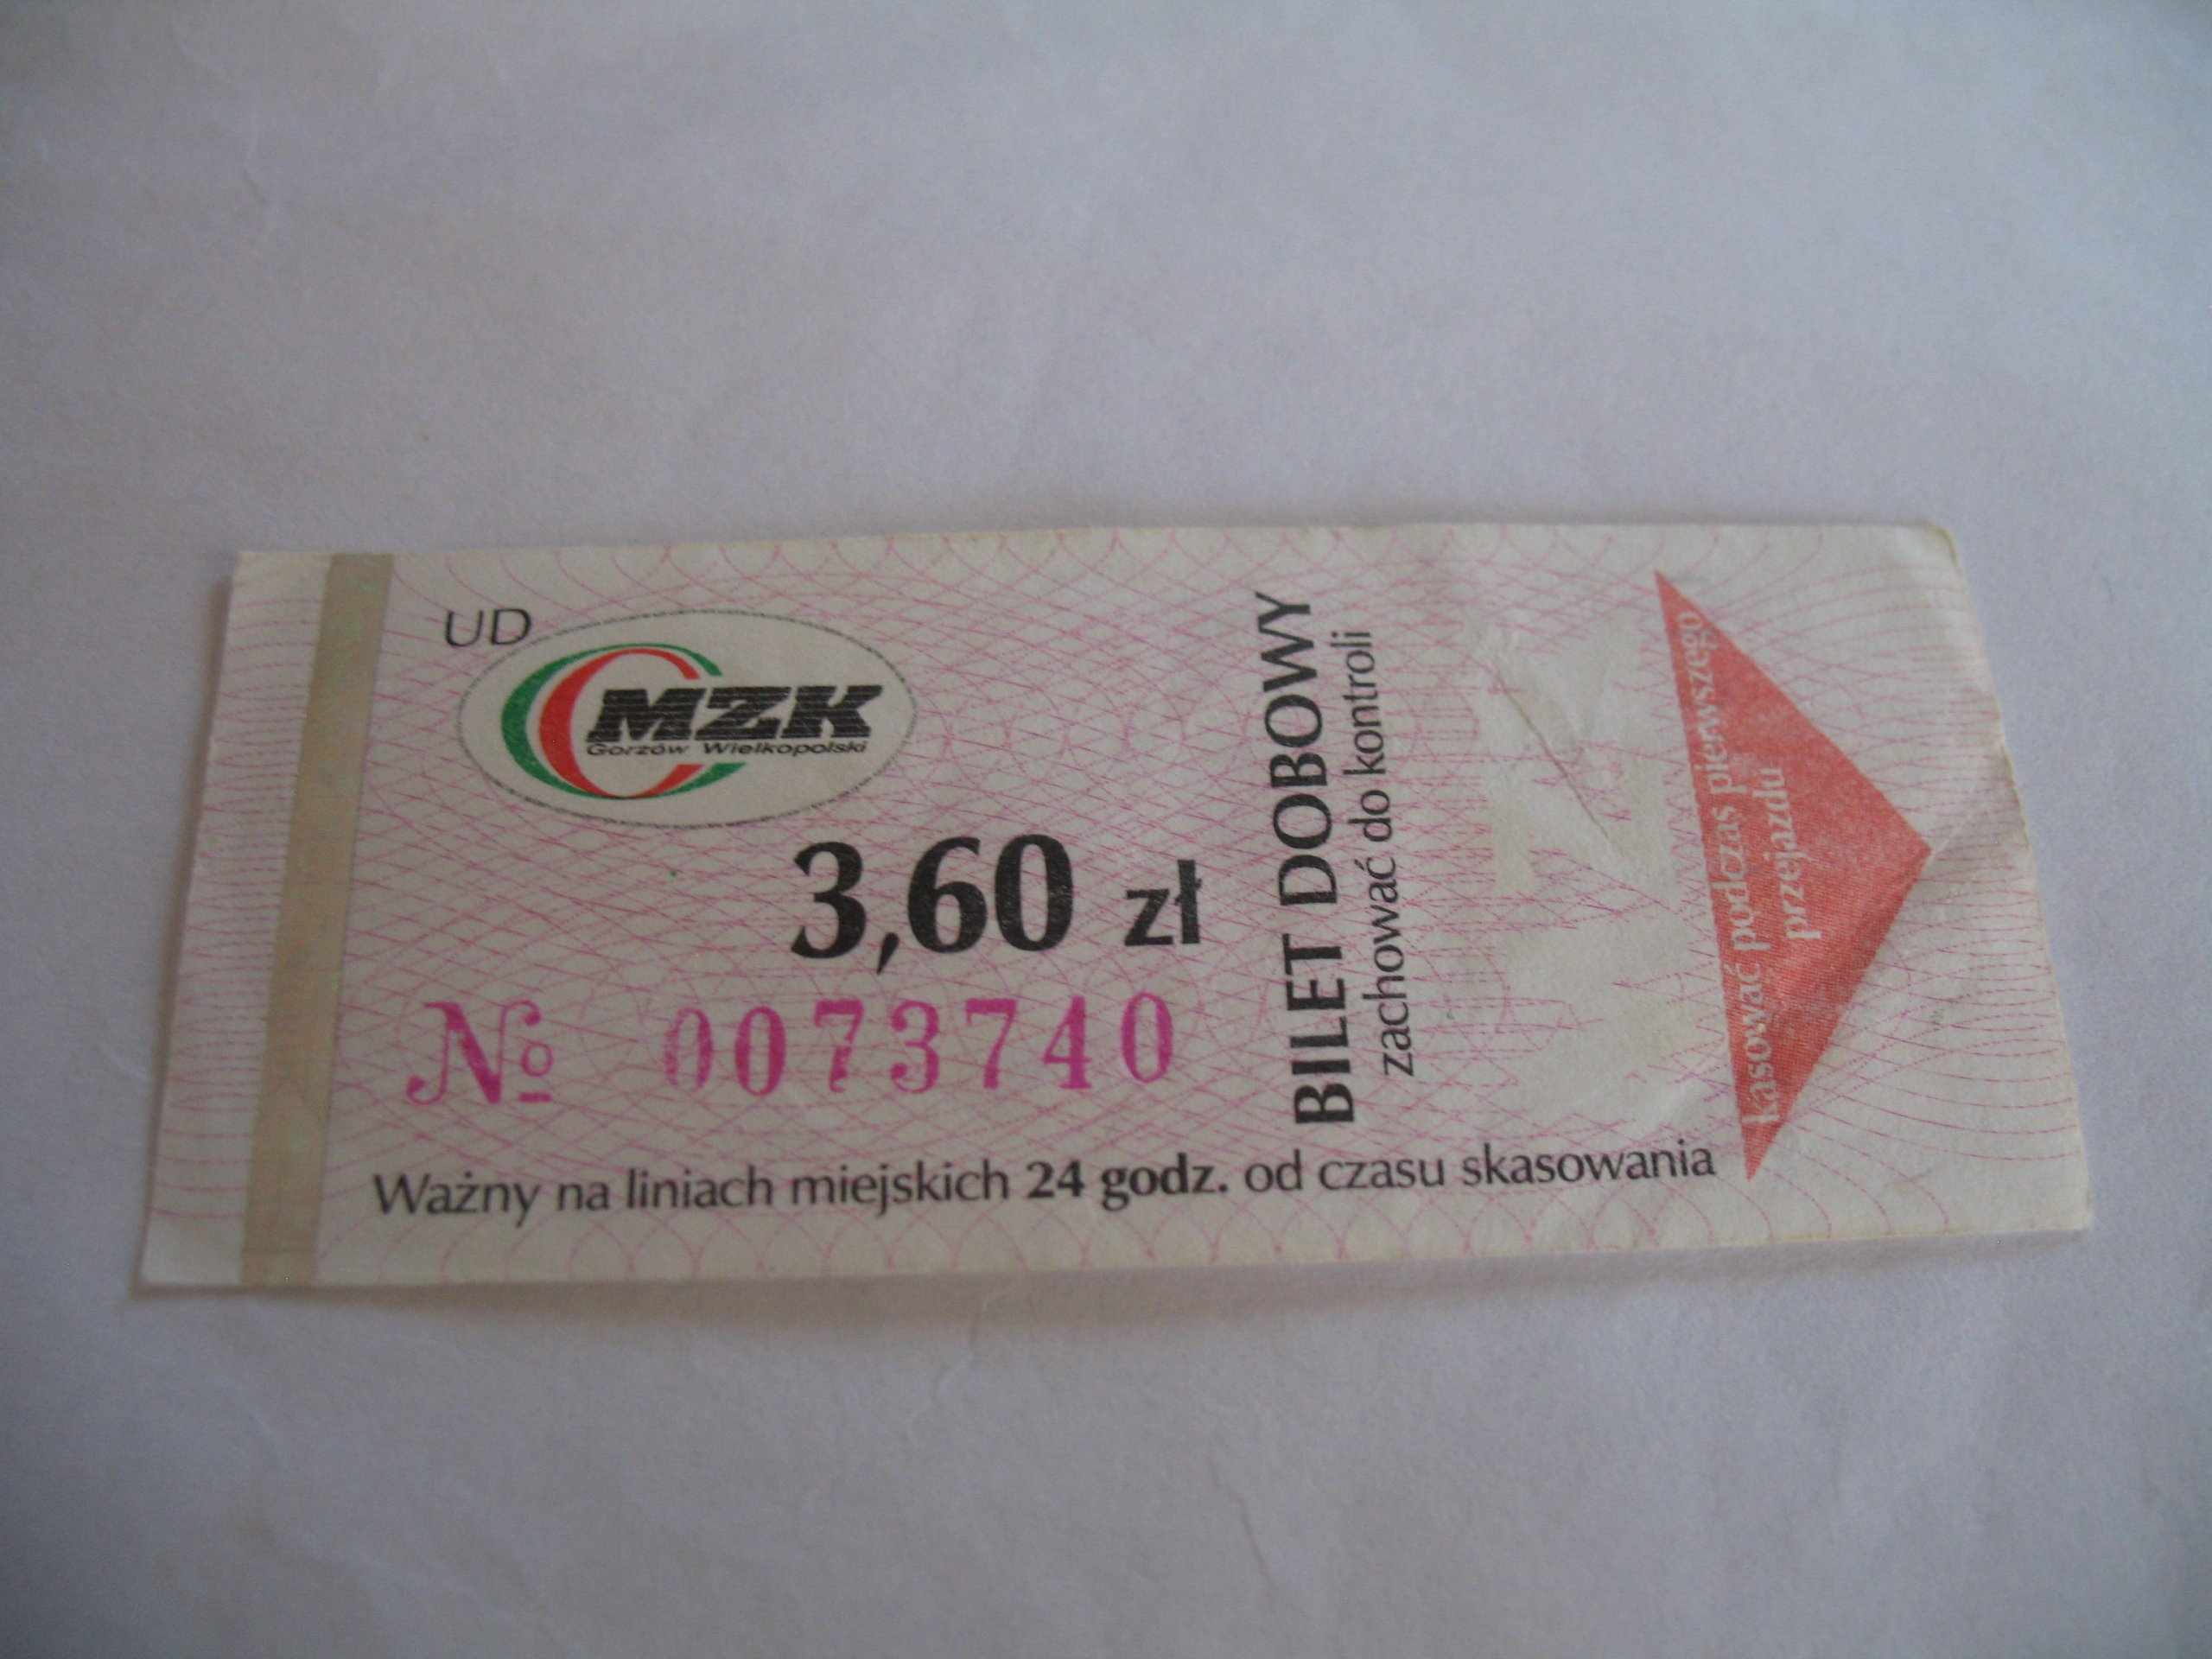 UD
MZK
Gorzów Wielkopolski
3,60 zł
№ 0073740
BILET DOBOWY
zachować do kontroli
kasować podczas pierwszego
przejazdu
Ważny na liniach miejskich 24 godz. od czasu skasowania